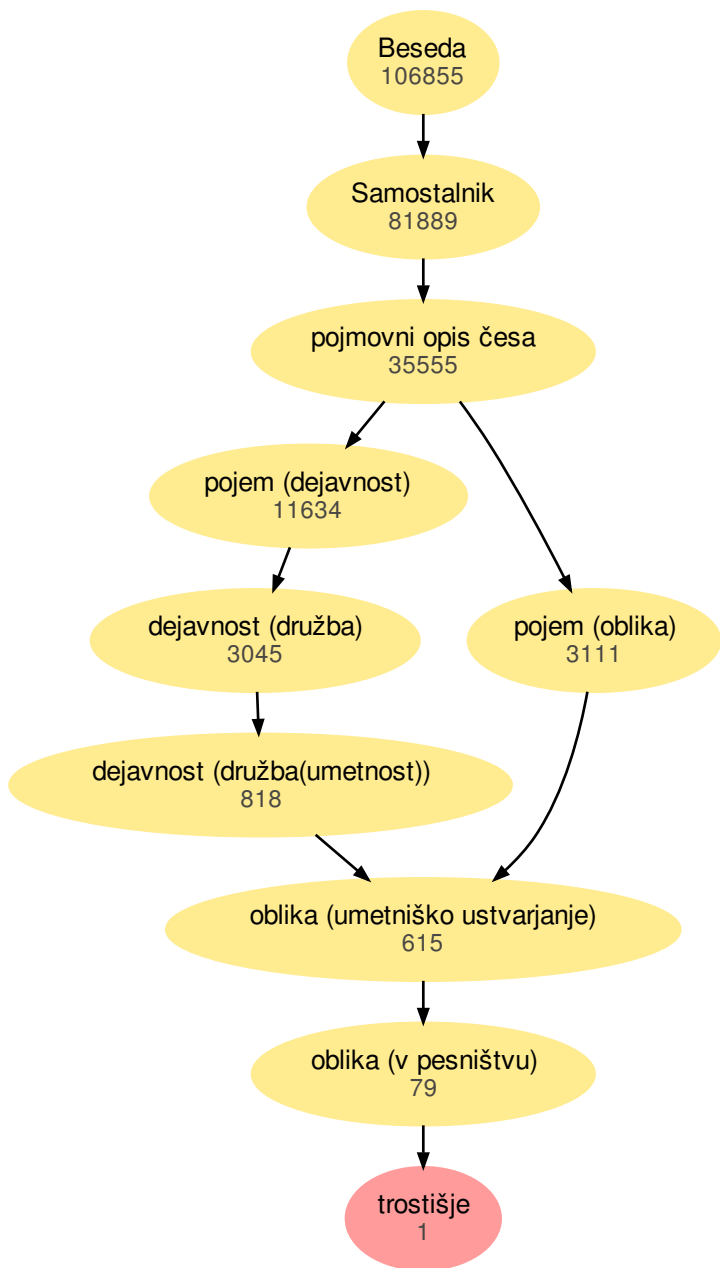 Beseda
106855
Samostalnik
81889
pojmovni opis česa
35555
pojem (dejavnost)
11634
dejavnost (družba)
3045
pojem (oblika)
3111
dejavnost (družba(umetnost))
818
oblika (umetniško ustvarjanje)
615
oblika (v pesništvu)
79
trostišje
1